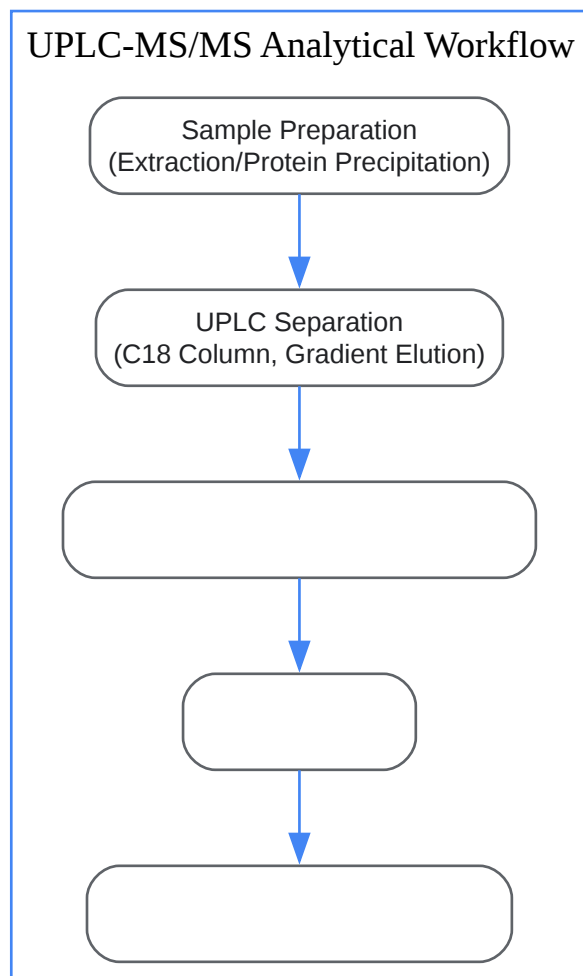 UPLC-MS/MS Analytical Workflow
Sample Preparation
(Extraction/Protein Precipitation)
UPLC Separation
(C18 Column, Gradient Elution)